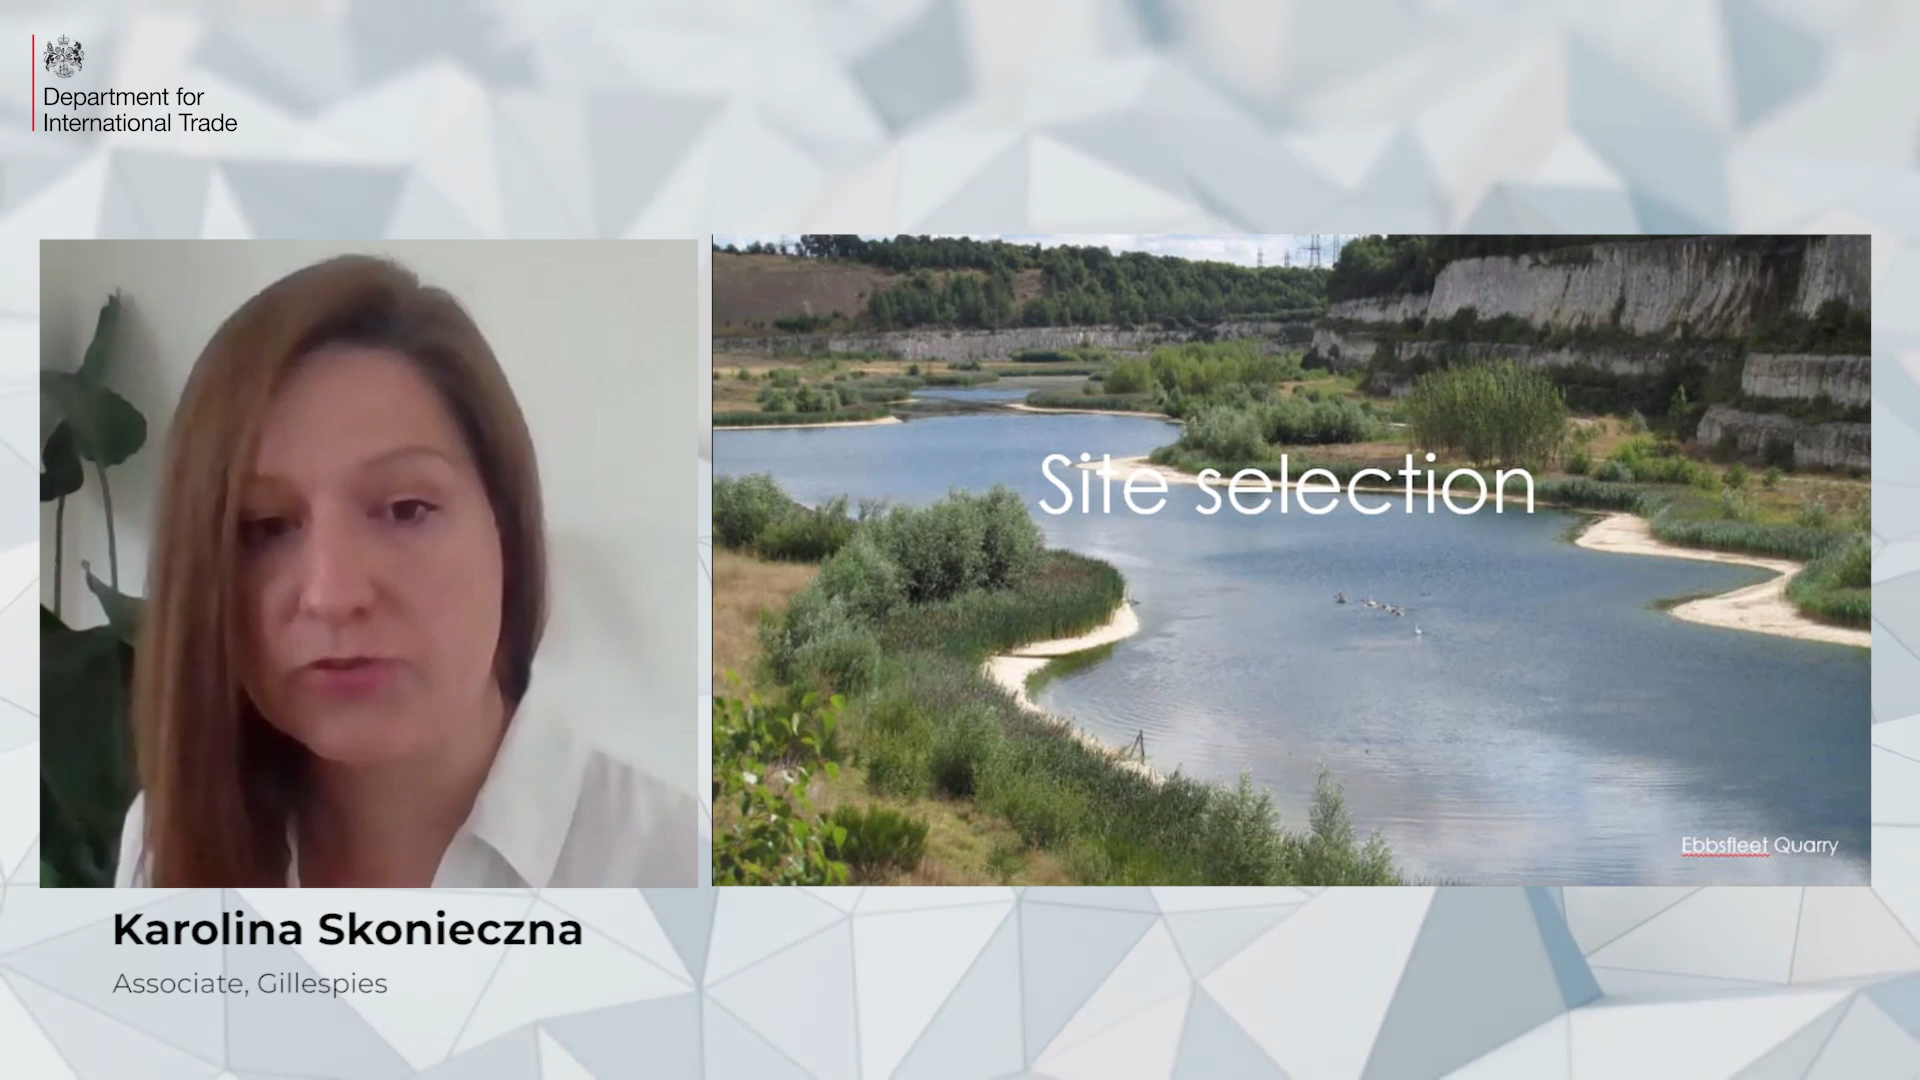 Department for
International Trade
Site selection
Ebbsfleet Quarry
Karolina Skonieczna
Associate, Gillespies